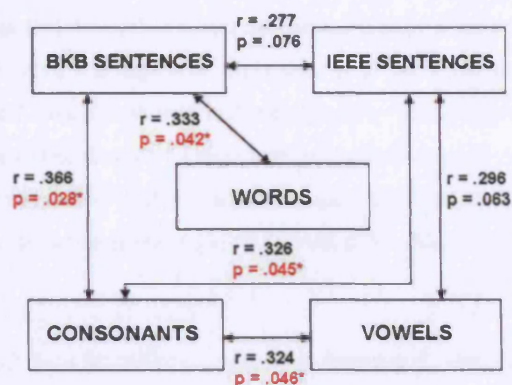 r = .277
p = .076
BKB SENTENCES
IEEE SENTENCES
r = .333
p = .042*
r = .366
p = .028*
r = .296
p = .063
WORDS
r = .326
p = .045*
CONSONANTS
VOWELS
r = .324
p = .046*